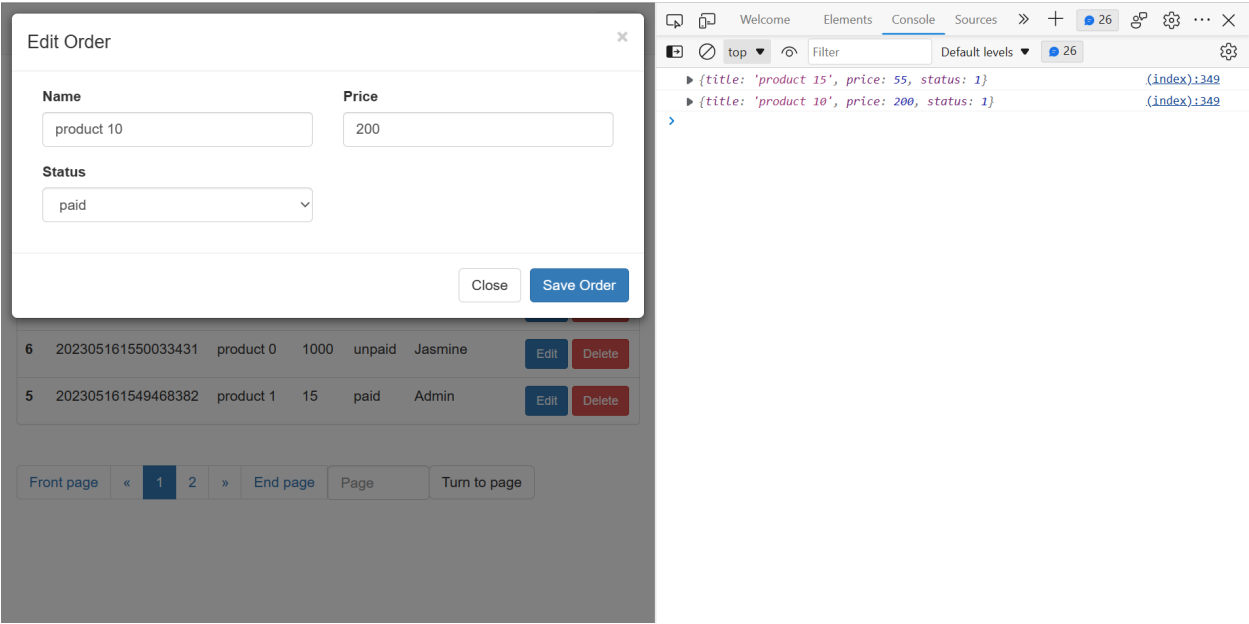 Edit Order ×
Name Price
product 10 200
Status
paid
Close Save Order
6 202305161550033431 product 0 1000 unpaid Jasmine Edit Delete
5 202305161549468382 product 1 15 paid Admin Edit Delete
Front page « 1 2 » End page Page Turn to page
Welcome Elements Console Sources » 26
top ▼ Filter Default levels ▼ 26
▶ {title: 'product 15', price: 55, status: 1} (index):349
▶ {title: 'product 10', price: 200, status: 1} (index):349
>